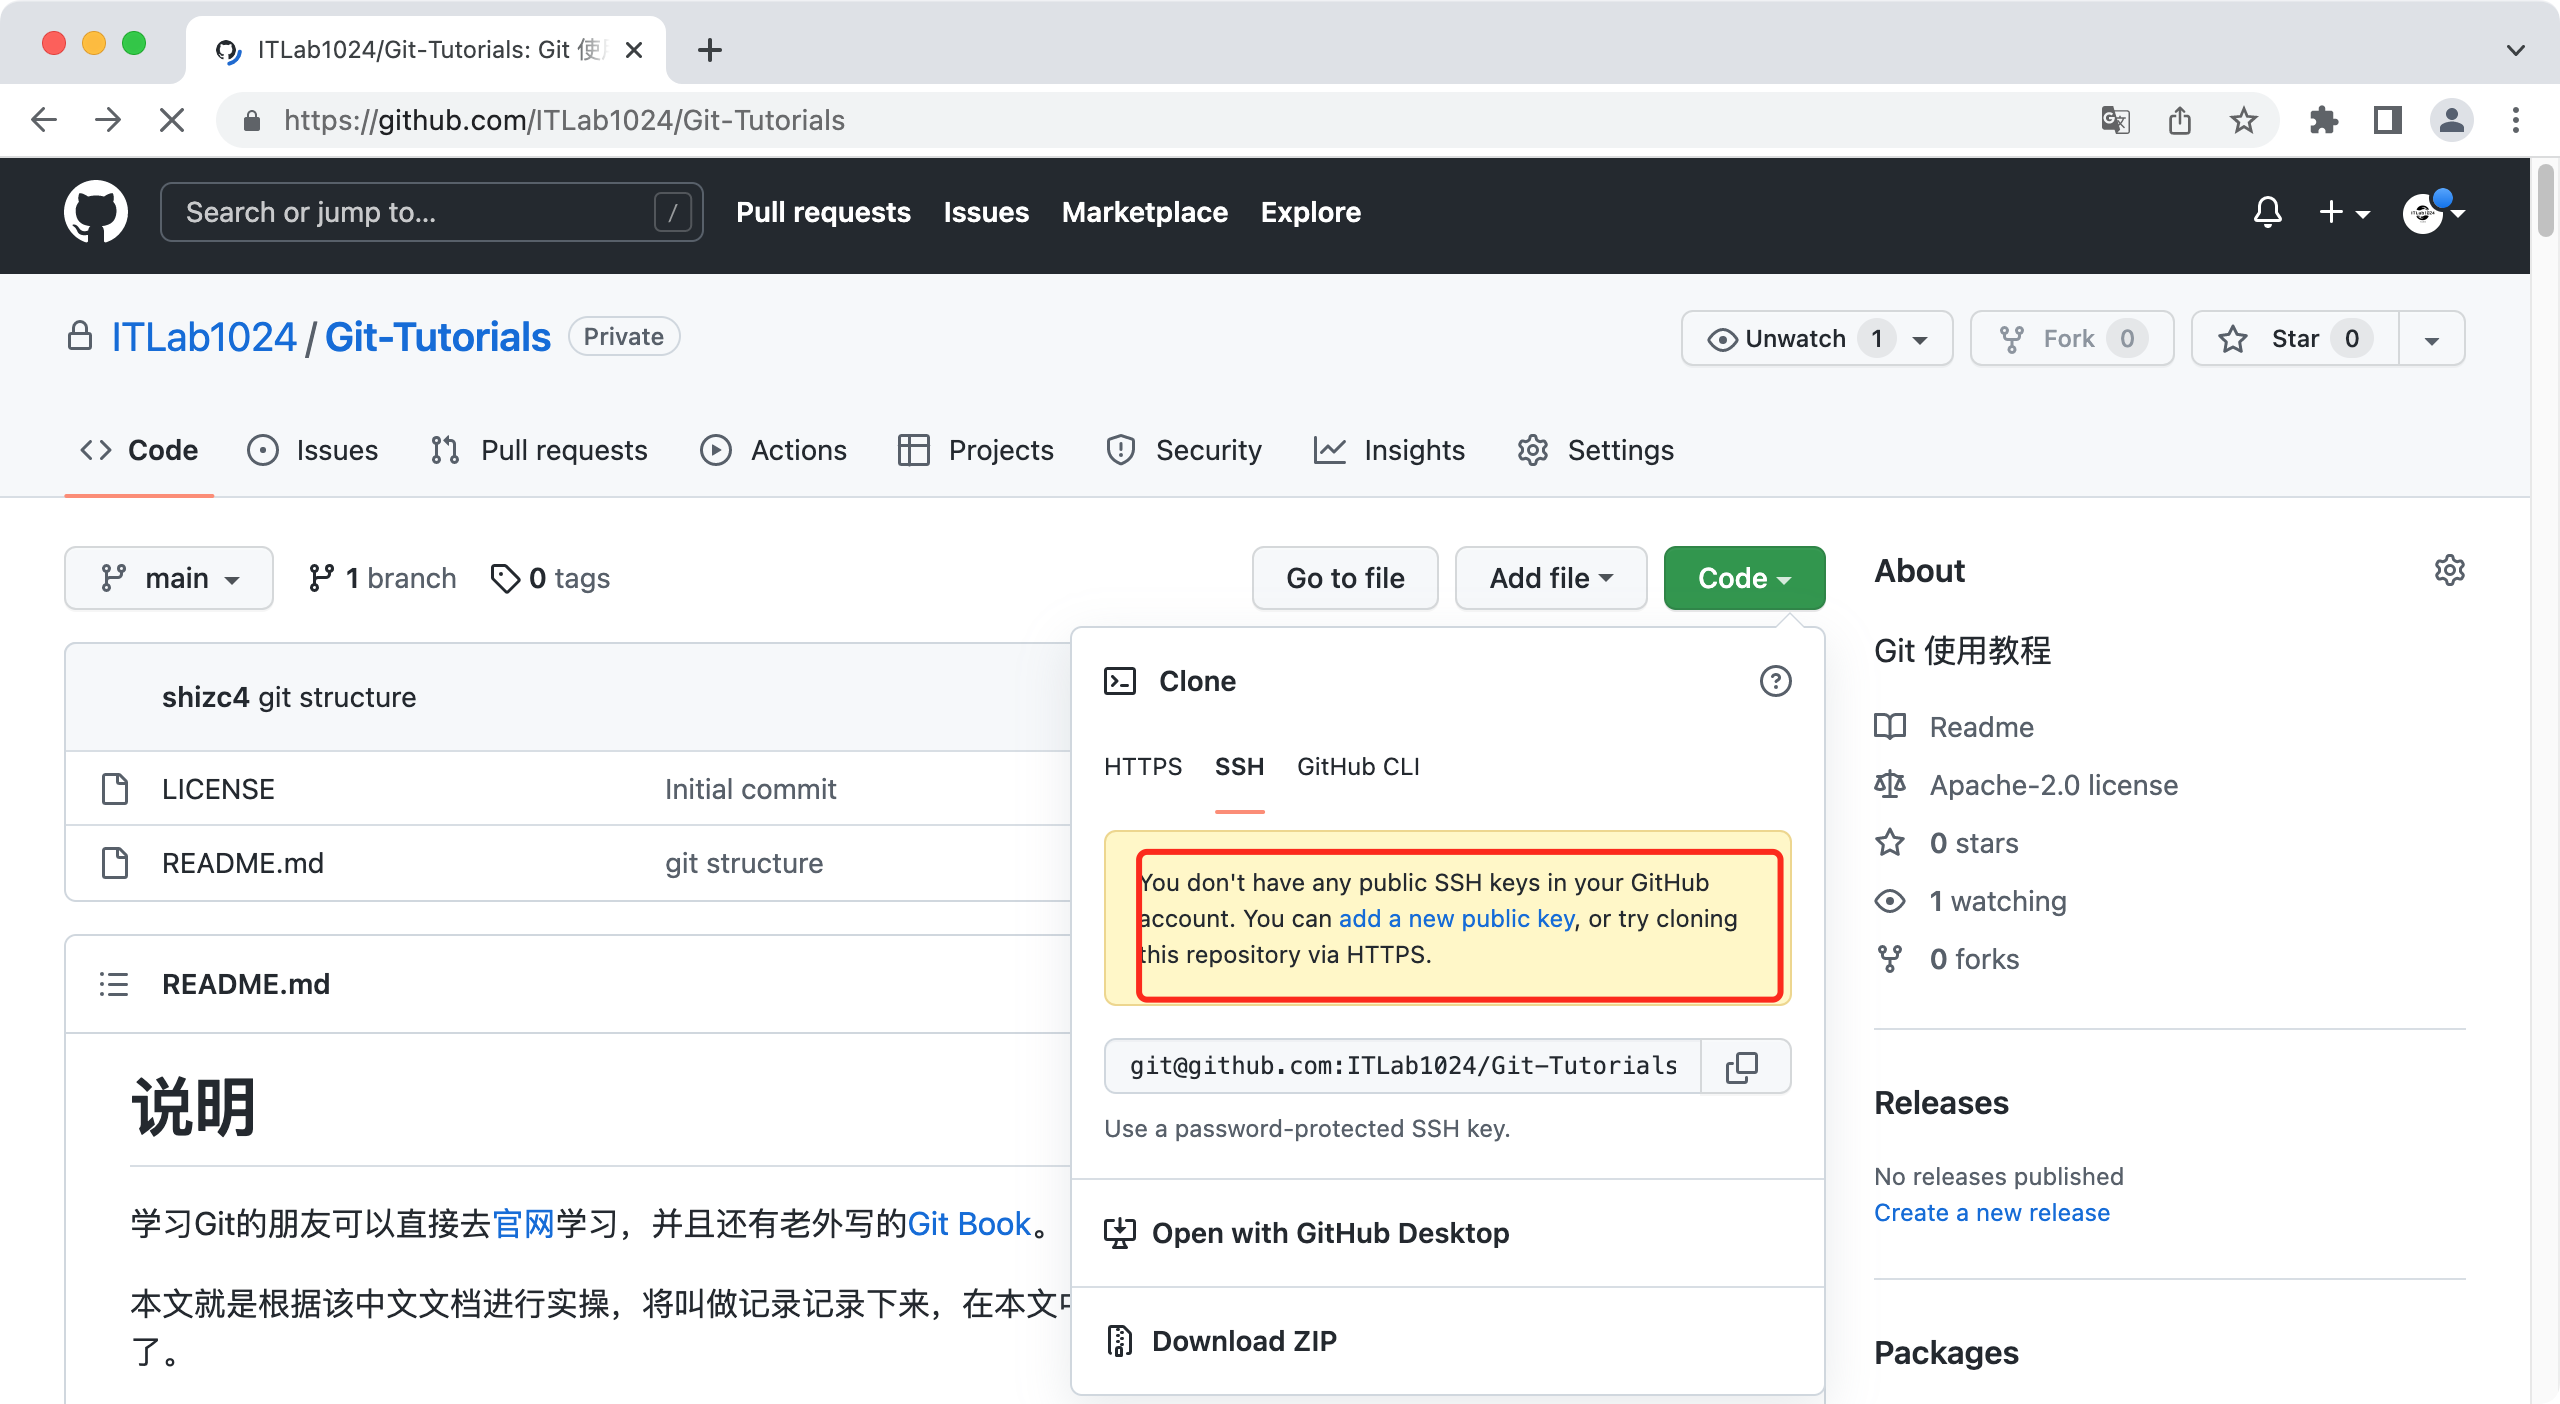 ITLab1024/Git-Tutorials: Git 使
https://github.com/ITLab1024/Git-Tutorials
Search or jump to... /
Pull requests Issues Marketplace Explore
ITLab1024 / Git-Tutorials Private
Unwatch 1 Fork 0 Star 0
Code Issues Pull requests Actions Projects Security Insights Settings
main 1 branch 0 tags Go to file Add file Code
shizc4 git structure
LICENSE Initial commit
README.md git structure
README.md
说明
学习Git的朋友可以直接去官网学习，并且还有老外写的Git Book。
本文就是根据该中文文档进行实操，将叫做记录记录下来，在本文中
了。
Clone
HTTPS SSH GitHub CLI
You don't have any public SSH keys in your GitHub
account. You can add a new public key, or try cloning
this repository via HTTPS.
git@github.com:ITLab1024/Git-Tutorials
Use a password-protected SSH key.
Open with GitHub Desktop
Download ZIP
About
Git 使用教程
Readme
Apache-2.0 license
0 stars
1 watching
0 forks
Releases
No releases published
Create a new release
Packages